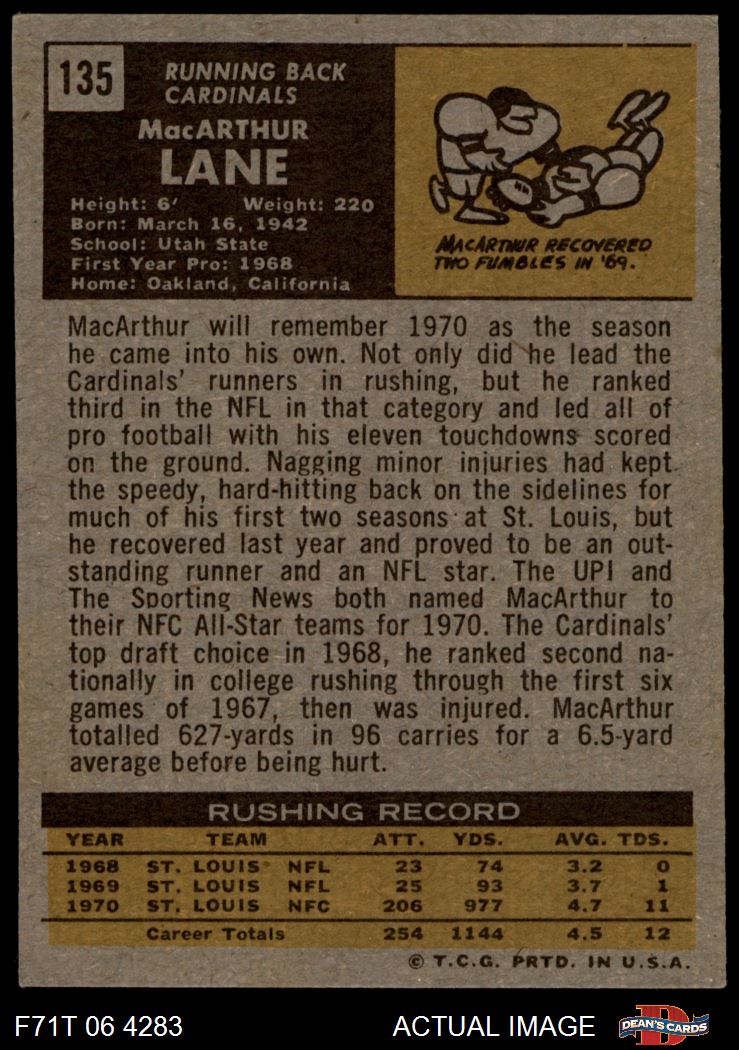 135
RUNNING BACK
CARDINALS
MacARTHUR
LANE
Height: 6' Weight: 220
Born: March 16, 1942
School: Utah State
First Year Pro: 1968
Home: Oakland, California
MACARTHUR RECOVERED
TWO FUMBLES IN '69.
MacArthur will remember 1970 as the season
he came into his own. Not only did he lead the
Cardinals' runners in rushing, but he ranked
third in the NFL in that category and led all of
pro football with his eleven touchdowns scored
on the ground. Nagging minor injuries had kept
the speedy, hard-hitting back on the sidelines for
much of his first two seasons at St. Louis, but
he recovered last year and proved to be an out-
standing runner and an NFL star. The UPI and
The Sporting News both named MacArthur to
their NFC All-Star teams for 1970. The Cardinals'
top draft choice in 1968, he ranked second na-
tionally in college rushing through the first six
games of 1967, then was injured. MacArthur
totalled 627-yards in 96 carries for a 6.5-yard
average before being hurt.
RUSHING RECORD
YEAR TEAM ATT. YDS. AVG. TDS.
1968 ST. LOUIS NFL 23 74 3.2 0
1969 ST. LOUIS NFL 25 93 3.7 1
1970 ST. LOUIS NFC 206 977 4.7 11
Career Totals 254 1144 4.5 12
© T.C.G. PRTD. IN U.S.A.
F71T 06 4283 ACTUAL IMAGE DEAN'S CARDS